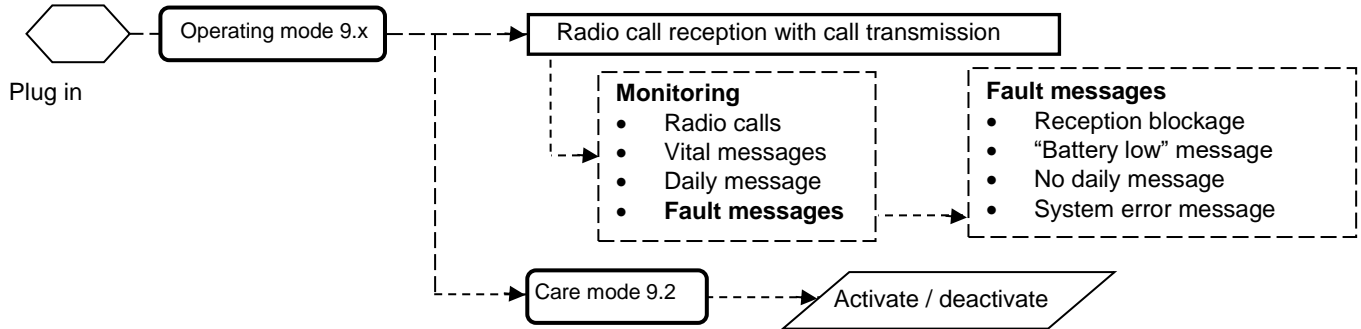 Operating mode 9.x
Radio call reception with call transmission
Plug in
Monitoring
• Radio calls
• Vital messages
• Daily message
• Fault messages
Fault messages
• Reception blockage
• “Battery low” message
• No daily message
• System error message
Care mode 9.2
Activate / deactivate